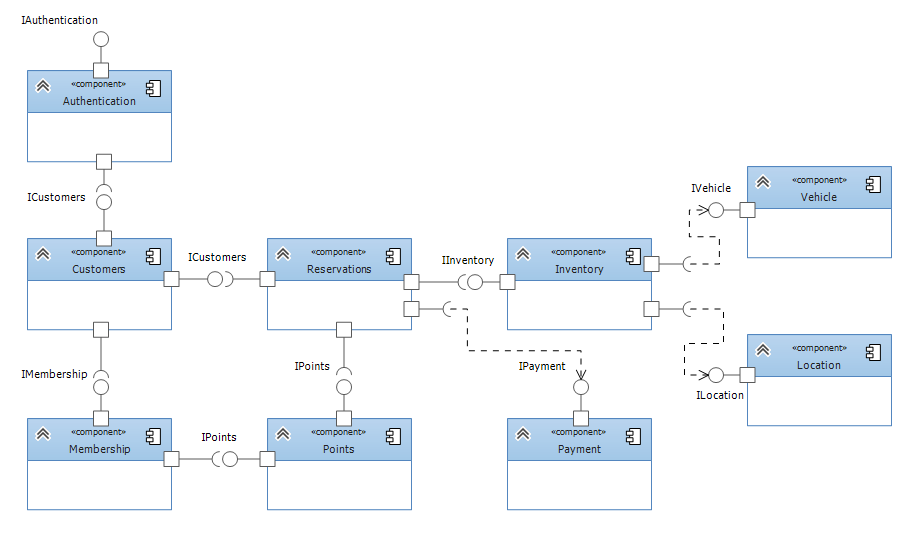 IAuthentication
«component»
Authentication
ICustomers
«component»
Vehicle
IVehicle
«component»
Customers
ICustomers
«component»
Reservations
IInventory
«component»
Inventory
«component»
Location
ILocation
IMembership
IPoints
IPayment
«component»
Membership
IPoints
«component»
Points
«component»
Payment